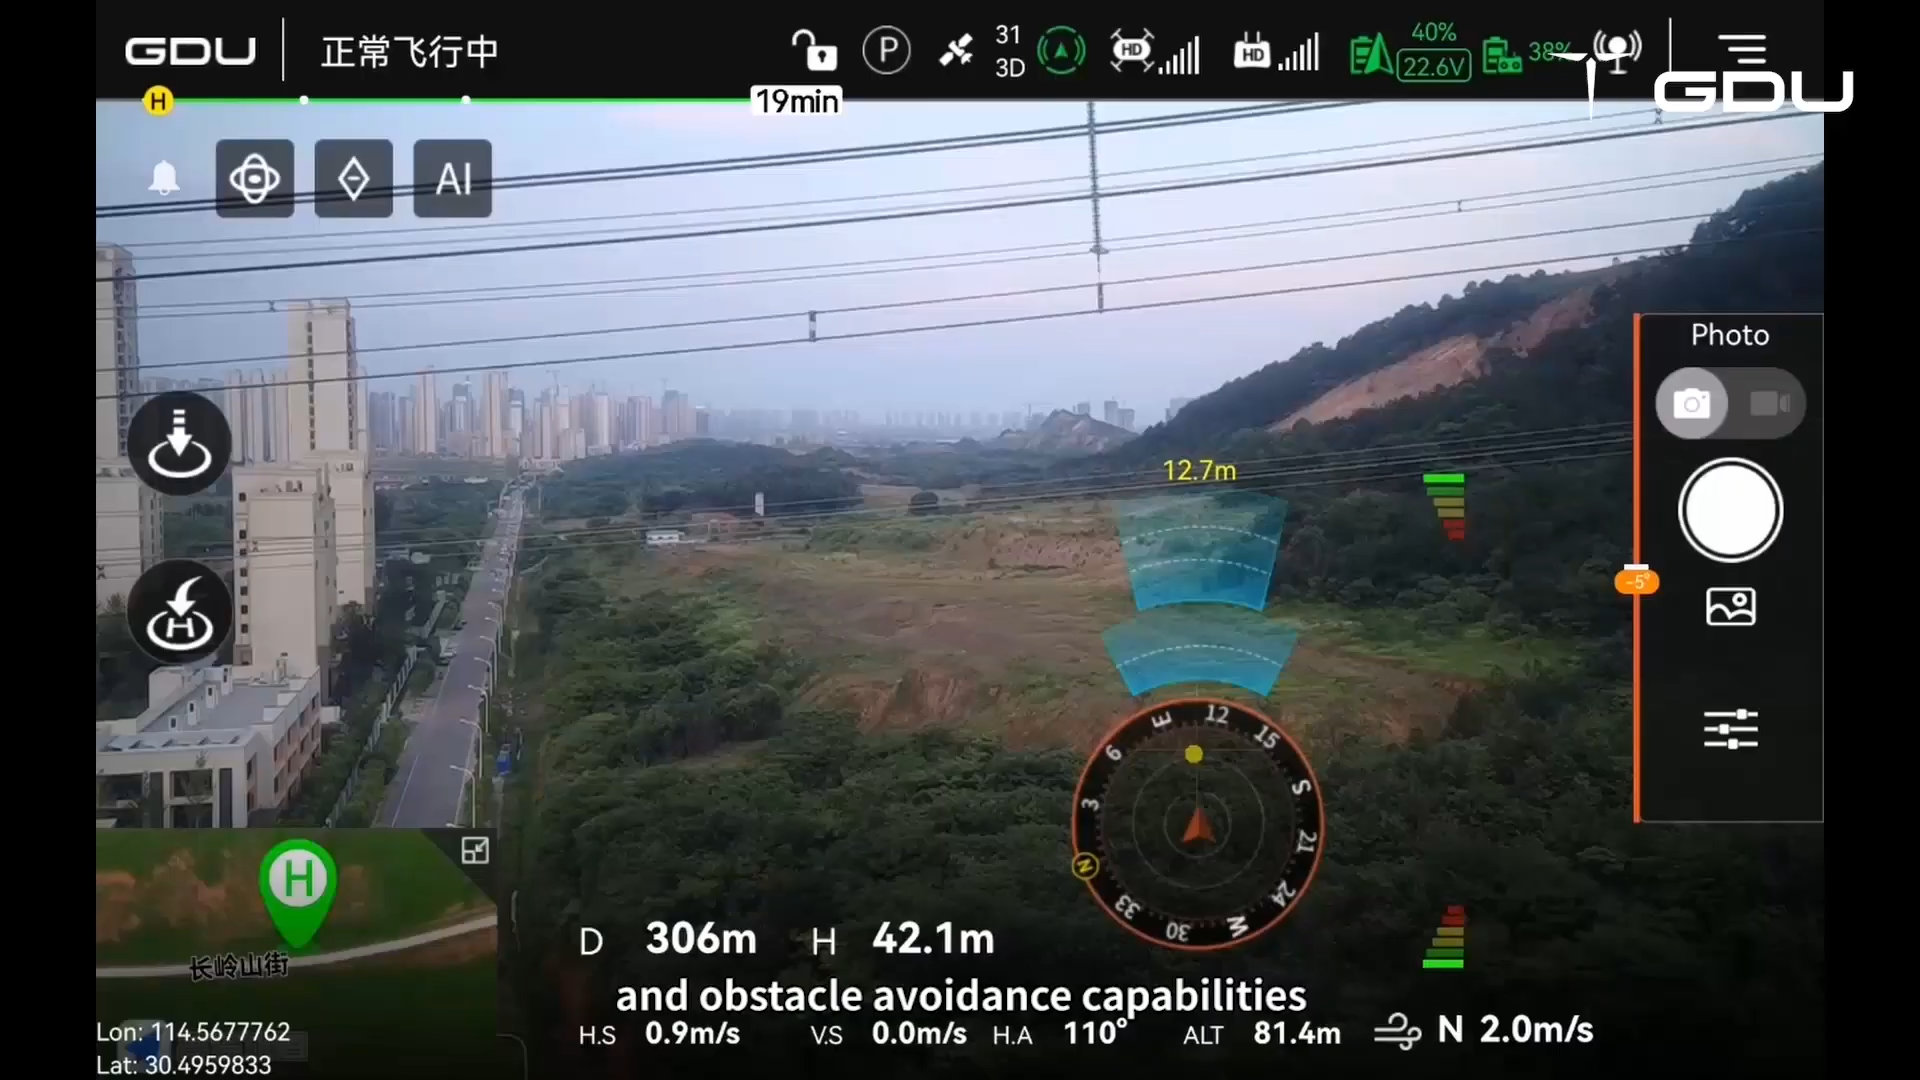 GDU
正常飞行中
P
31
3D
HD
HD
40%
22.6V
38%
GDU
H
19min
AI
Photo
12.7m
-5°
H
E 12 15 S 21 24 W 30 33 N 3 6
H
长岭山街
D 306m H 42.1m
and obstacle avoidance capabilities
H.S 0.9m/s V.S 0.0m/s H.A 110° ALT 81.4m N 2.0m/s
Lon: 114.5677762
Lat: 30.4959833